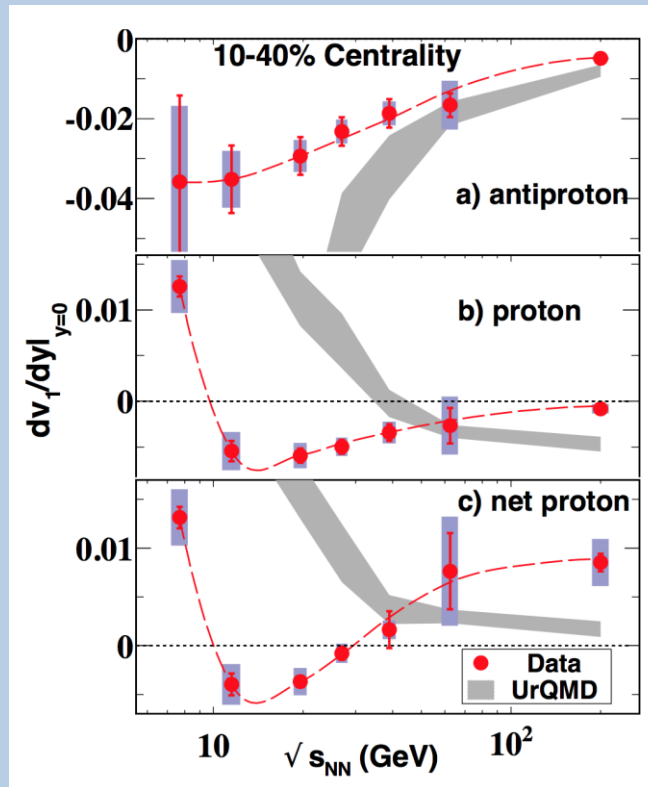 10-40% Centrality
0
-0.02
-0.04
a) antiproton
b) proton
0.01
0
dv1/dy|y=0
c) net proton
0.01
0
Data
UrQMD
10
10²
√ sNN (GeV)